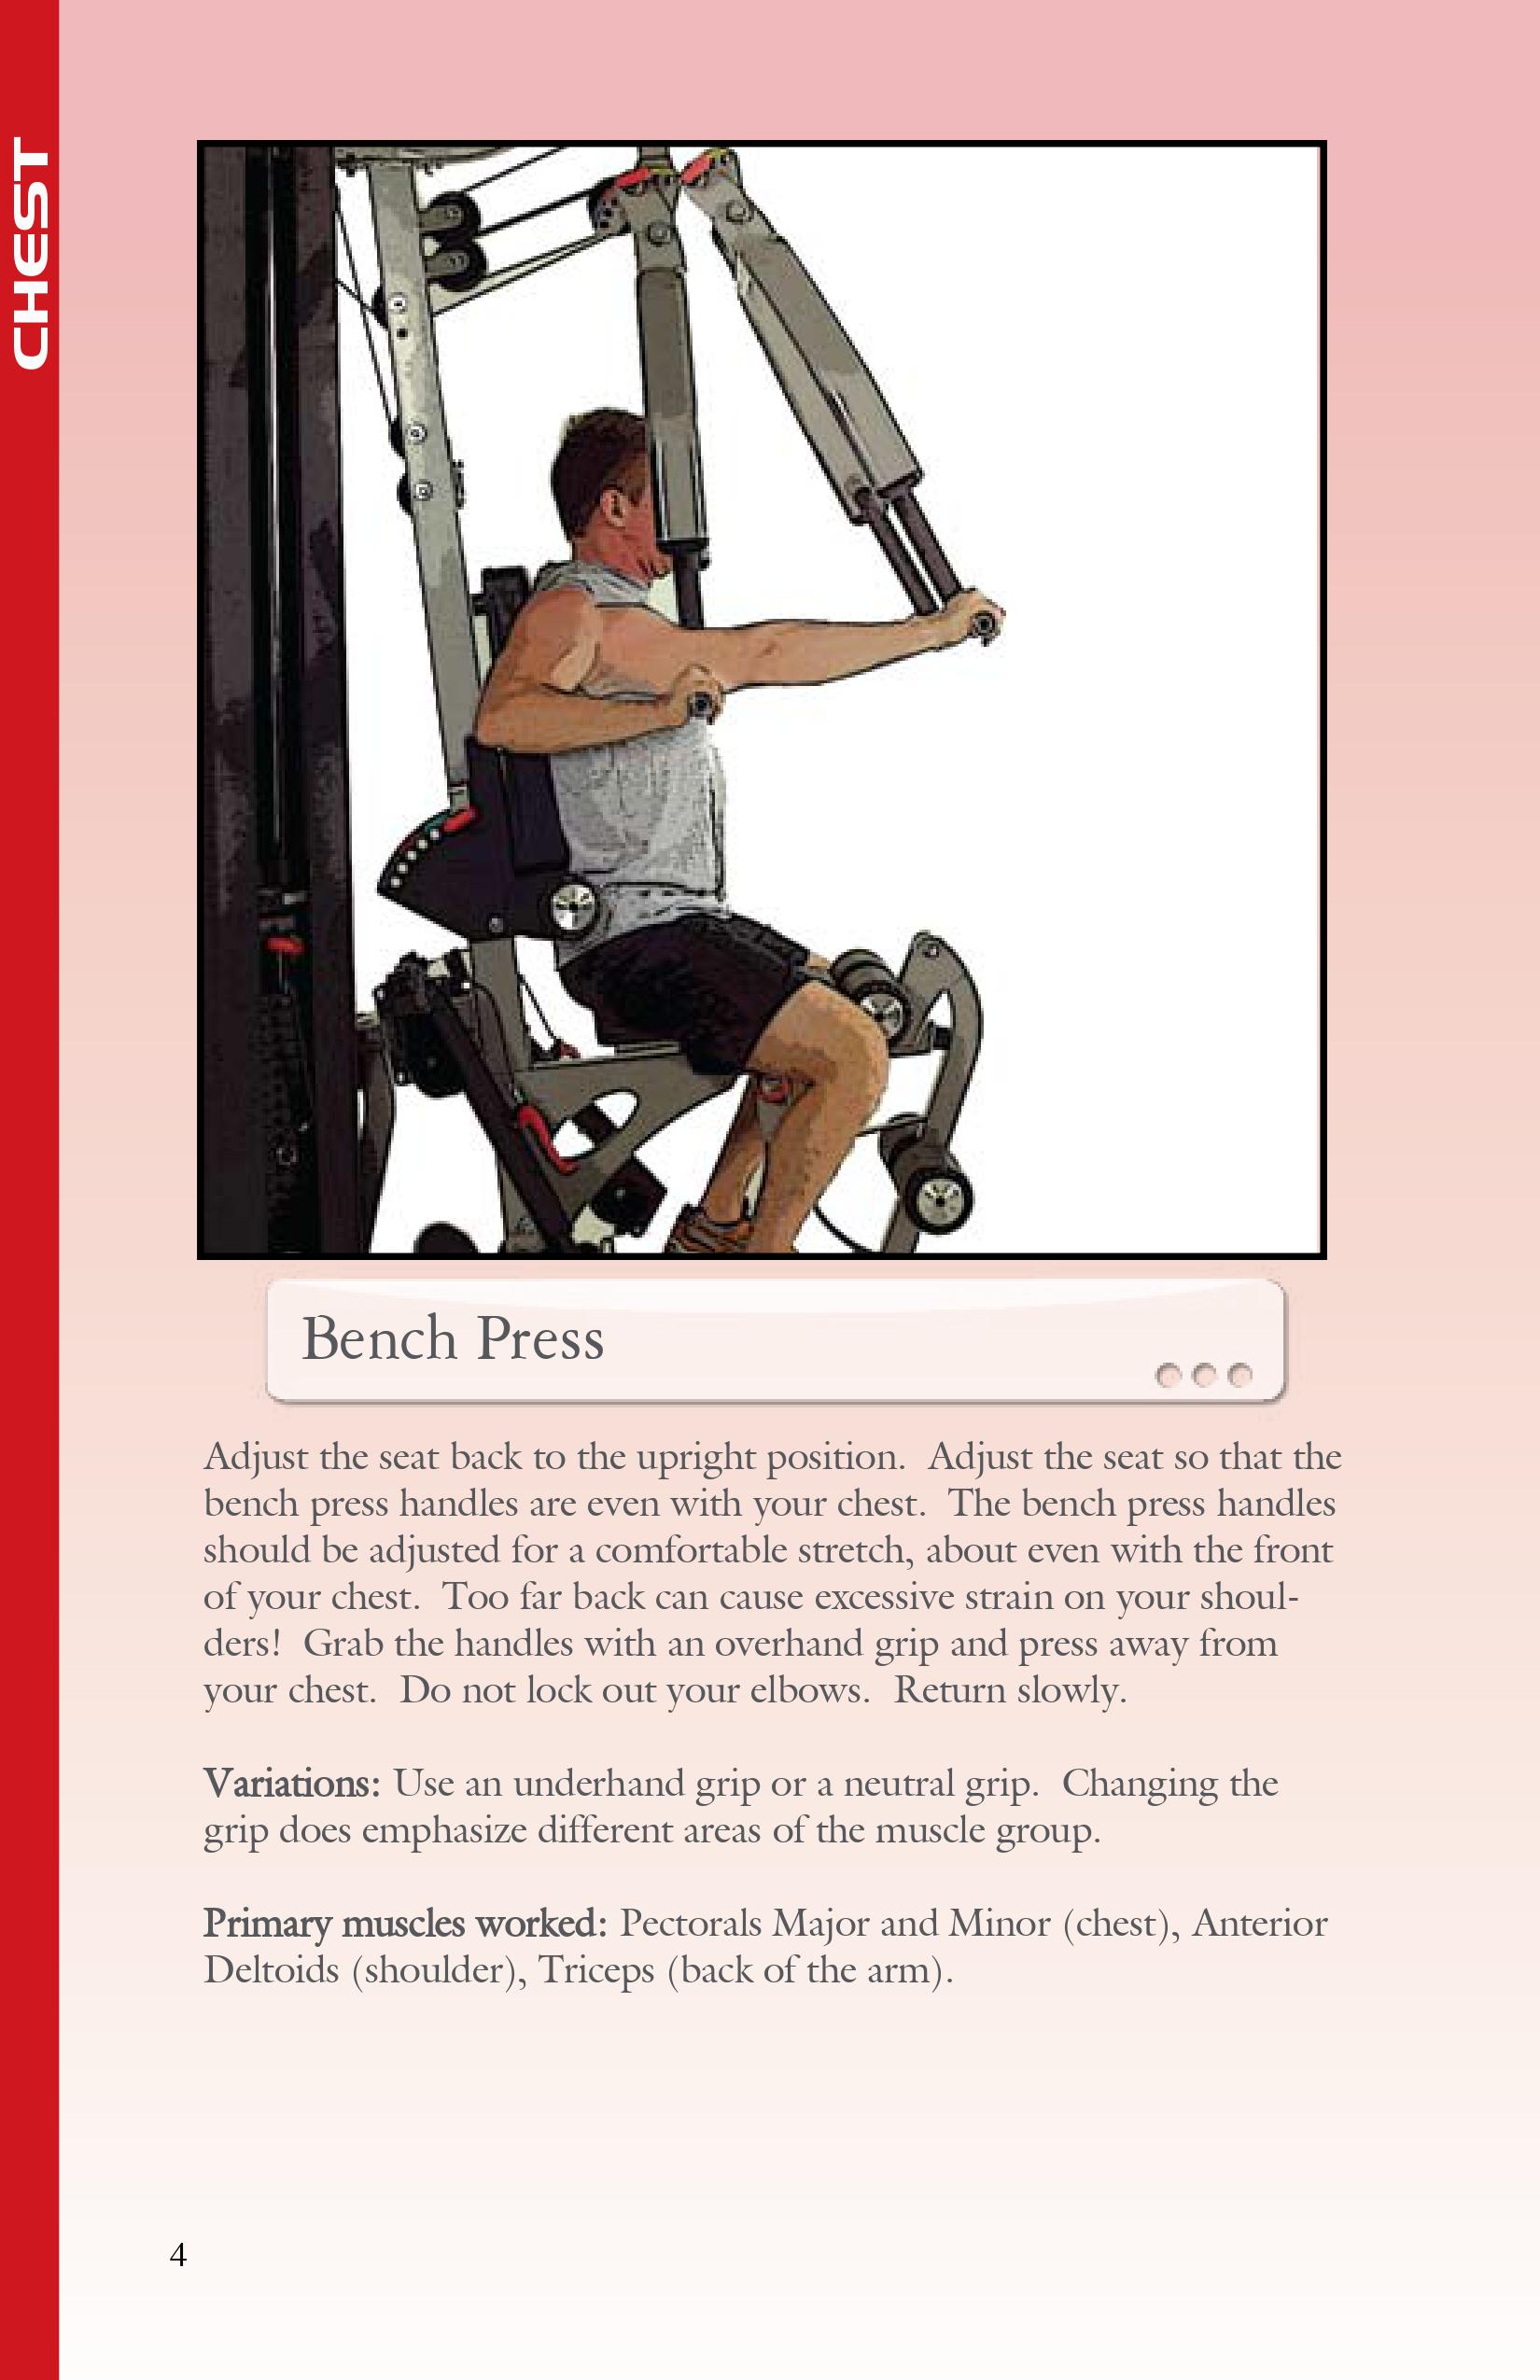 CHEST
Bench Press
Adjust the seat back to the upright position.  Adjust the seat so that the
bench press handles are even with your chest.  The bench press handles
should be adjusted for a comfortable stretch, about even with the front
of your chest.  Too far back can cause excessive strain on your shoul-
ders!  Grab the handles with an overhand grip and press away from
your chest.  Do not lock out your elbows.  Return slowly.
Variations: Use an underhand grip or a neutral grip.  Changing the
grip does emphasize different areas of the muscle group.
Primary muscles worked: Pectorals Major and Minor (chest), Anterior
Deltoids (shoulder), Triceps (back of the arm).
4